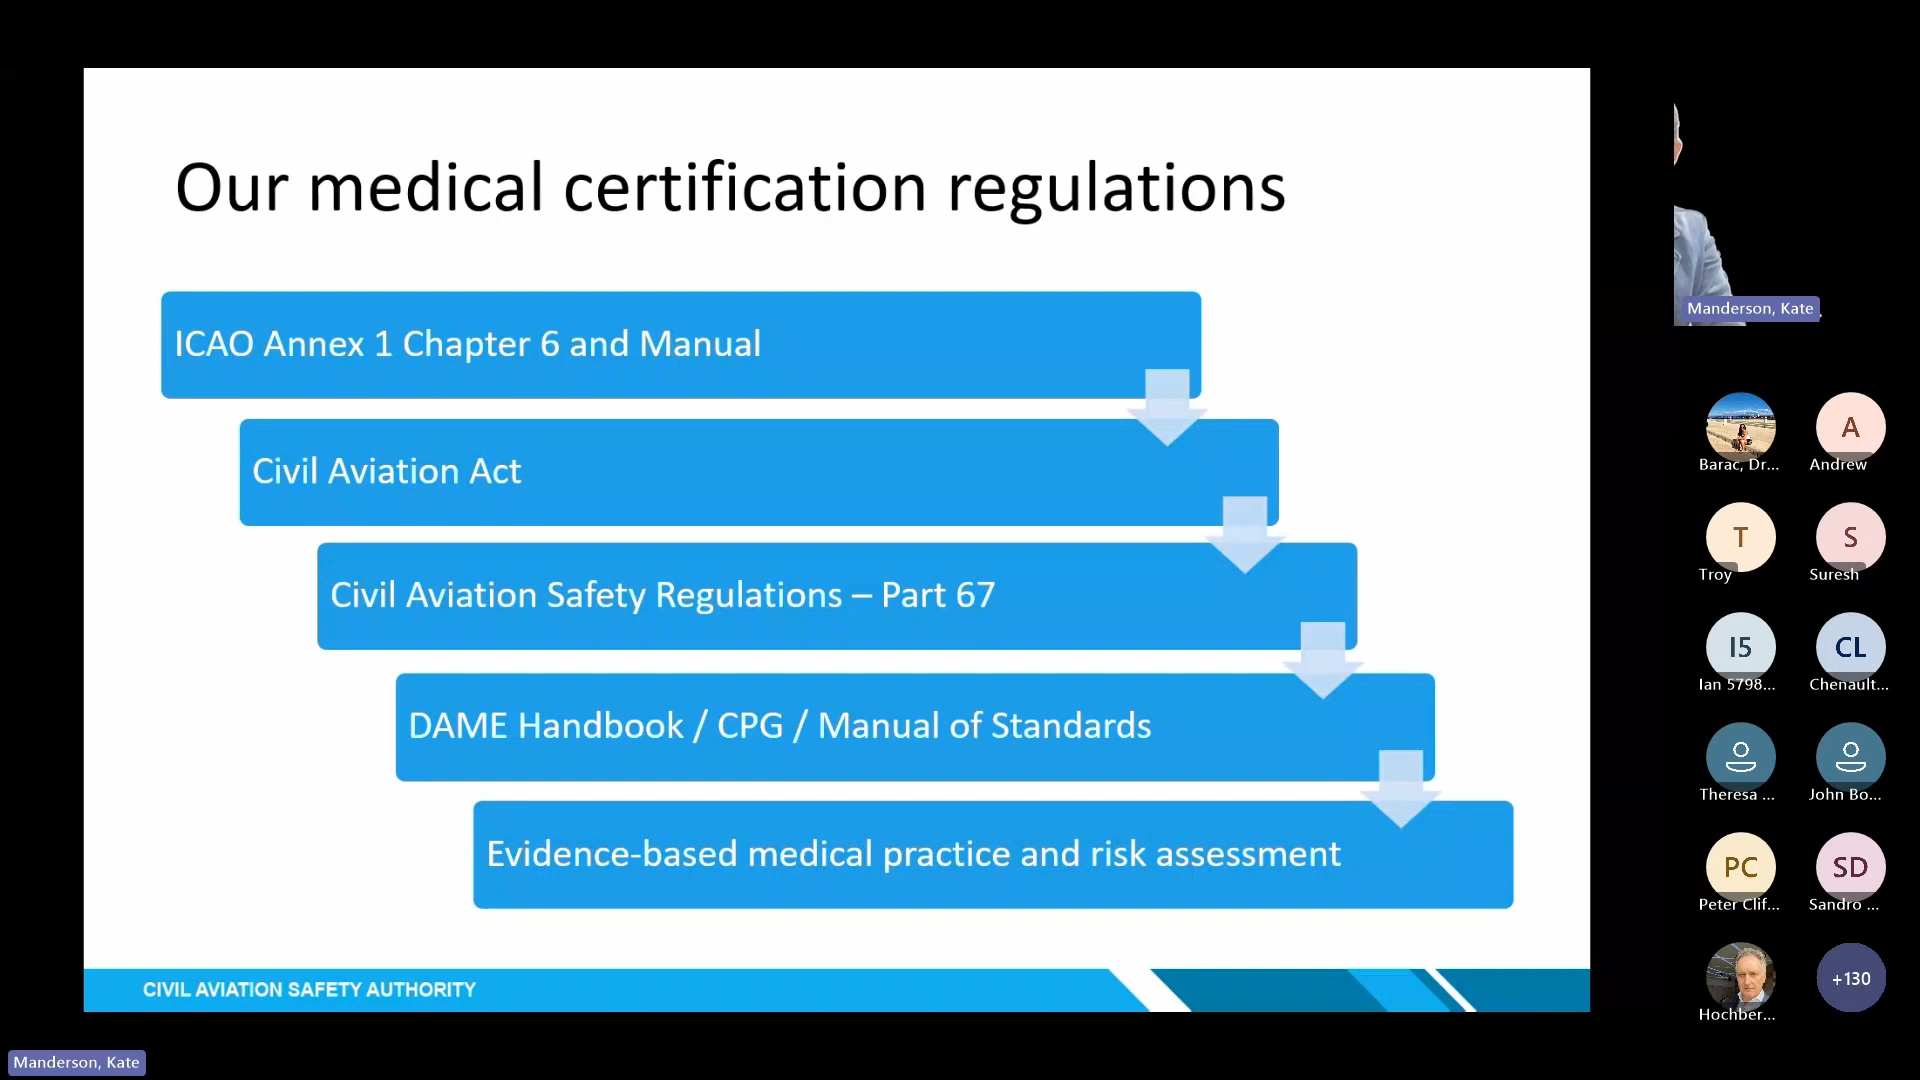 Our medical certification regulations
ICAO Annex 1 Chapter 6 and Manual
Civil Aviation Act
Civil Aviation Safety Regulations – Part 67
DAME Handbook / CPG / Manual of Standards
Evidence-based medical practice and risk assessment
CIVIL AVIATION SAFETY AUTHORITY
Manderson, Kate
Manderson, Kate
Barac, Dr...
A
Andrew
T
Troy
S
Suresh
I5
Ian 5798...
CL
Chenault...
Theresa ...
John Bo...
PC
Peter Clif...
SD
Sandro ...
Hochber...
+130